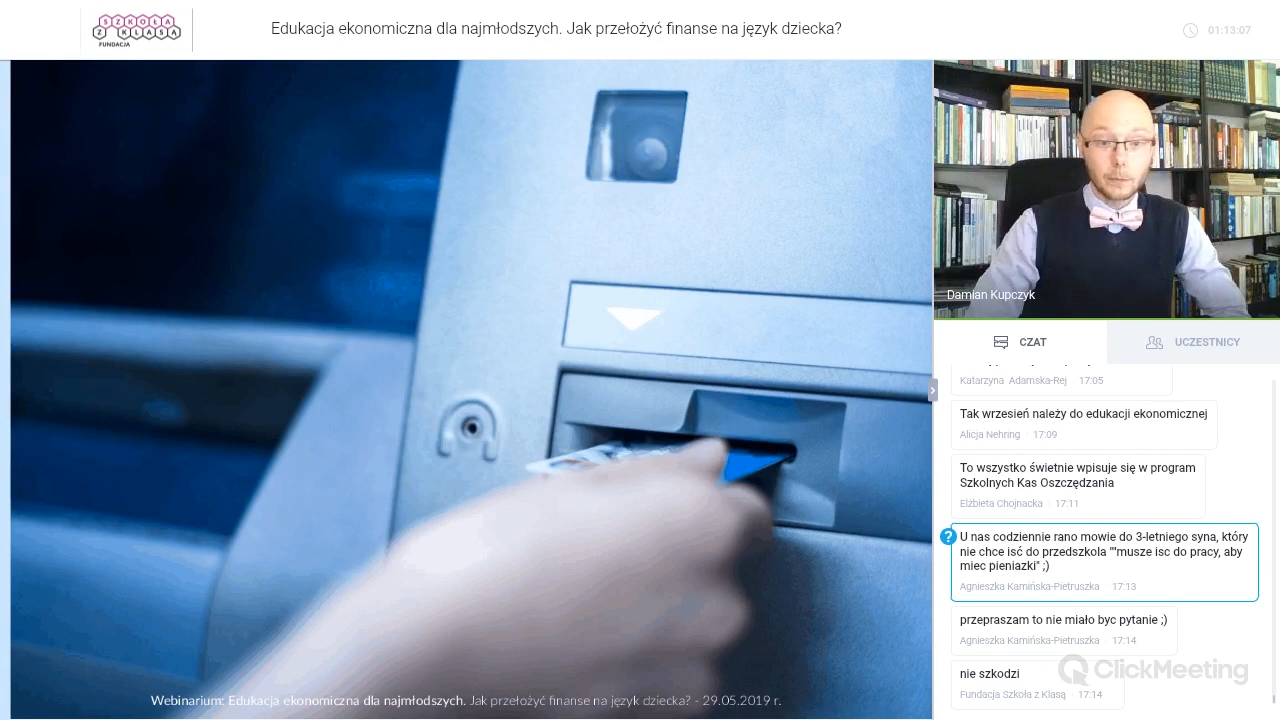 SZKOŁA
Z KLASĄ
FUNDACJA
Edukacja ekonomiczna dla najmłodszych. Jak przełożyć finanse na język dziecka?
01:13:07
Damian Kupczyk
CZAT
UCZESTNICY
Katarzyna Adamska-Rej 17:05
Tak wrzesień należy do edukacji ekonomicznej
Alicja Nehring 17:09
To wszystko świetnie wpisuje się w program
Szkolnych Kas Oszczędzania
Elżbieta Chojnacka 17:11
?
U nas codziennie rano mowie do 3-letniego syna, który
nie chce isć do przedszkola ""musze isc do pracy, aby
miec pieniazki" ;)
Agnieszka Kamińska-Pietruszka 17:13
przepraszam to nie miało byc pytanie ;)
Agnieszka Kamińska-Pietruszka 17:14
nie szkodzi
Fundacja Szkoła z Klasą 17:14
ClickMeeting
Webinarium: Edukacja ekonomiczna dla najmłodszych. Jak przełożyć finanse na język dziecka? - 29.05.2019 r.